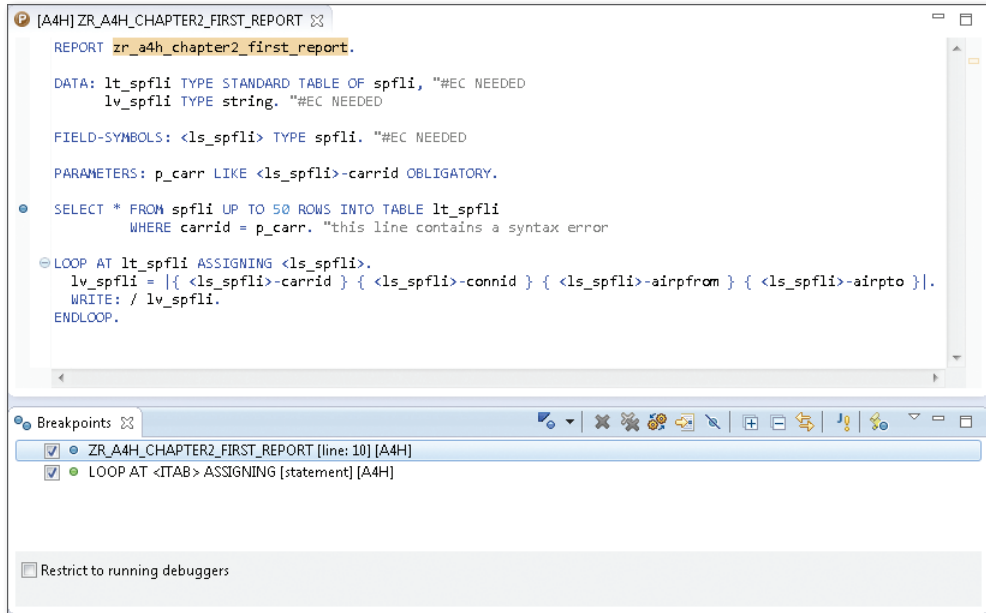 [A4H] ZR_A4H_CHAPTER2_FIRST_REPORT
REPORT zr_a4h_chapter2_first_report.
DATA: lt_spfli TYPE STANDARD TABLE OF spfli, "#EC NEEDED
lv_spfli TYPE string. "#EC NEEDED
FIELD-SYMBOLS: <ls_spfli> TYPE spfli. "#EC NEEDED
PARAMETERS: p_carr LIKE <ls_spfli>-carrid OBLIGATORY.
SELECT * FROM spfli UP TO 50 ROWS INTO TABLE lt_spfli
WHERE carrid = p_carr. "this line contains a syntax error
LOOP AT lt_spfli ASSIGNING <ls_spfli>.
lv_spfli = |{ <ls_spfli>-carrid } { <ls_spfli>-connid } { <ls_spfli>-airpfrom } { <ls_spfli>-airpto }|.
WRITE: / lv_spfli.
ENDLOOP.
Breakpoints
ZR_A4H_CHAPTER2_FIRST_REPORT [line: 10] [A4H]
LOOP AT <ITAB> ASSIGNING [statement] [A4H]
Restrict to running debuggers